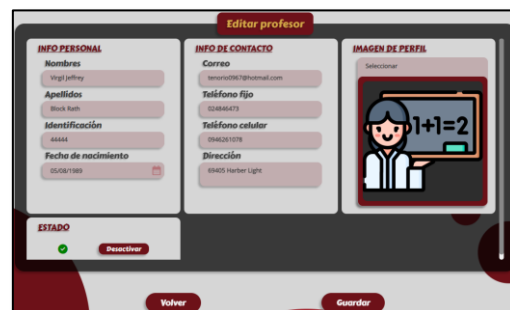 Editar profesor
INFO PERSONAL
Nombres
Virgil Jeffrey
Apellidos
Block Rath
Identificación
44444
Fecha de nacimiento
05/08/1989
INFO DE CONTACTO
Correo
tenorio0967@hotmail.com
Teléfono fijo
024846473
Teléfono celular
0946261078
Dirección
69405 Harber Light
IMAGEN DE PERFIL
Seleccionar
1+1=2
ESTADO
Desactivar
Volver
Guardar